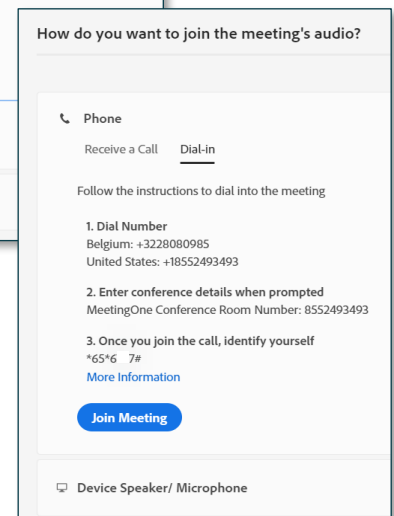 How do you want to join the meeting's audio?
Phone
Receive a Call Dial-in
Follow the instructions to dial into the meeting
1. Dial Number
Belgium: +3228080985
United States: +18552493493
2. Enter conference details when prompted
MeetingOne Conference Room Number: 8552493493
3. Once you join the call, identify yourself
*65*6 7#
More Information
Join Meeting
Device Speaker/ Microphone